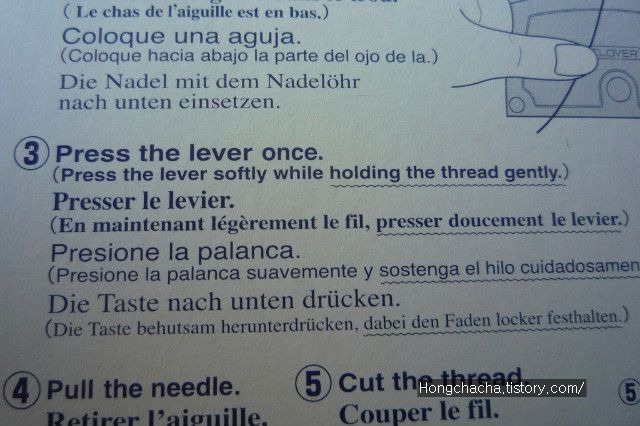 ( Le chas de l'aiguille est en bas.)
Coloque una aguja.
(Coloque hacia abajo la parte del ojo de la.)
Die Nadel mit dem Nadelöhr
nach unten einsetzen.
CLOVER
③ Press the lever once.
(Press the lever softly while holding the thread gently.)
Presser le levier.
(En maintenant légèrement le fil, presser doucement le levier.)
Presione la palanca.
(Presione la palanca suavemente y sostenga el hilo cuidadosamen
Die Taste nach unten drücken.
(Die Taste behutsam herunterdrücken, dabei den Faden locker festhalten.)
④ Pull the needle.
Retirer l'aiguille.
⑤ Cut the thread
Couper le fil.
⑤
Hongchacha.tistory.com/